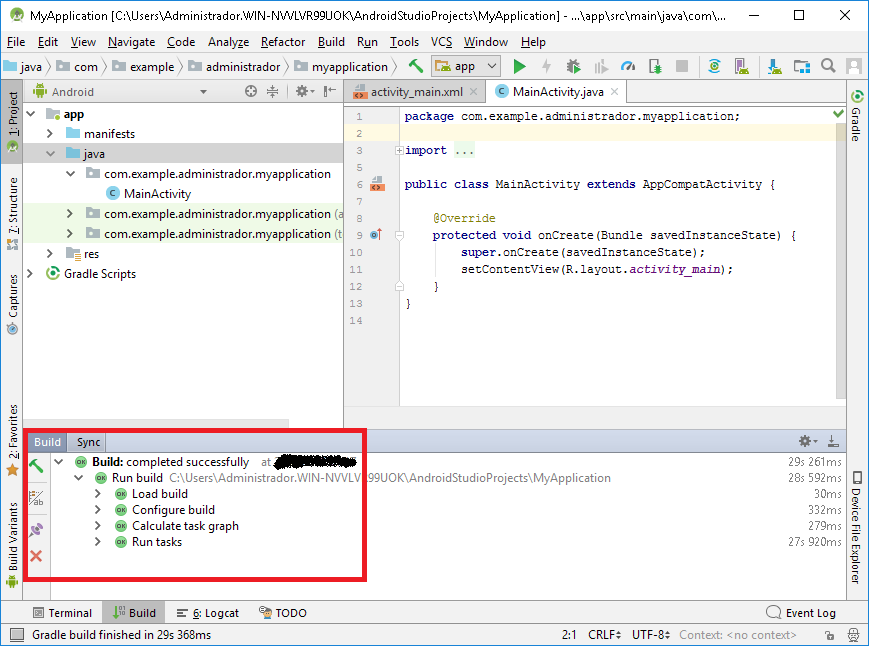 MyApplication [C:\Users\Administrador.WIN-NVVLVR99UOK\AndroidStudioProjects\MyApplication] - ...\app\src\main\java\com\...
File Edit View Navigate Code Analyze Refactor Build Run Tools VCS Window Help
java com example administrador myapplication app
1: Project
Z: Structure
Captures
2: Favorites
Build Variants
Android
app
manifests
java
com.example.administrador.myapplication
MainActivity
com.example.administrador.myapplication (a
com.example.administrador.myapplication (t
res
Gradle Scripts
activity_main.xml MainActivity.java
1 package com.example.administrador.myapplication;
2
3 import ...
5
6 public class MainActivity extends AppCompatActivity {
7
8 @Override
9 protected void onCreate(Bundle savedInstanceState) {
10 super.onCreate(savedInstanceState);
11 setContentView(R.layout.activity_main);
12 }
13 }
14
Gradle
Device File Explorer
Build Sync
Build: completed successfully at 29s 261ms
Run build C:\Users\Administrador.WIN-NVVLVR99UOK\AndroidStudioProjects\MyApplication 28s 592ms
Load build 30ms
Configure build 332ms
Calculate task graph 279ms
Run tasks 27s 920ms
Terminal Build 6: Logcat TODO Event Log
Gradle build finished in 29s 368ms 2:1 CRLF UTF-8 Context: <no context>